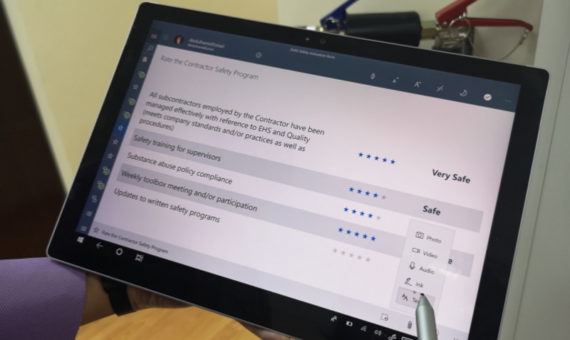 Rate the Contractor Safety Program
All subcontractors employed by the Contractor have been
managed effectively with reference to EHS and Quality
(meets company standards and/or practices as well as
procedures)
Very Safe
Safety training for supervisors
Safe
Substance abuse policy compliance
Weekly toolbox meeting and/or participation
Updates to written safety programs
Photo
Video
Audio
Ink
Rate the Contractor Safety Program